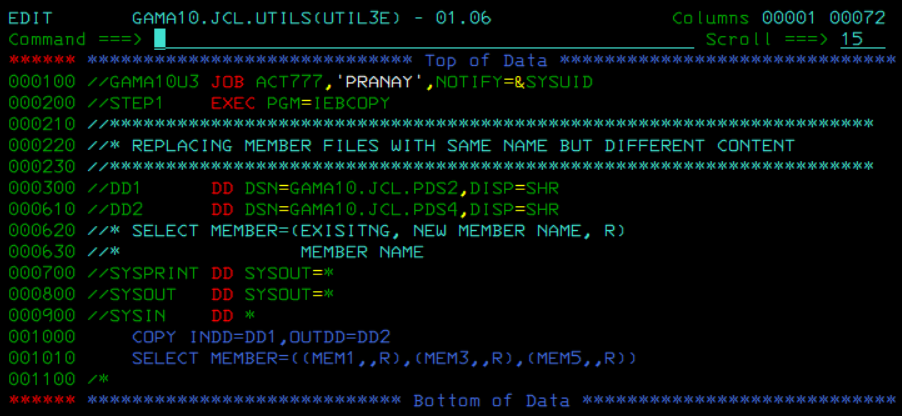 EDIT       GAMA10.JCL.UTILS(UTIL3E) - 01.06                 Columns 00001 00072
Command ===>                                                  Scroll ===> 15
****** **************************** Top of Data ******************************
000100 //GAMA10U3 JOB ACT777,'PRANAY',NOTIFY=&SYSUID
000200 //STEP1    EXEC PGM=IEBCOPY
000210 //*********************************************************************
000220 //* REPLACING MEMBER FILES WITH SAME NAME BUT DIFFERENT CONTENT
000230 //*********************************************************************
000300 //DD1      DD DSN=GAMA10.JCL.PDS2,DISP=SHR
000610 //DD2      DD DSN=GAMA10.JCL.PDS4,DISP=SHR
000620 //* SELECT MEMBER=(EXISITNG, NEW MEMBER NAME, R)
000630 //*                MEMBER NAME
000700 //SYSPRINT DD SYSOUT=*
000800 //SYSOUT   DD SYSOUT=*
000900 //SYSIN    DD *
001000     COPY INDD=DD1,OUTDD=DD2
001010     SELECT MEMBER=((MEM1,,R),(MEM3,,R),(MEM5,,R))
001100 /*
****** *************************** Bottom of Data ****************************